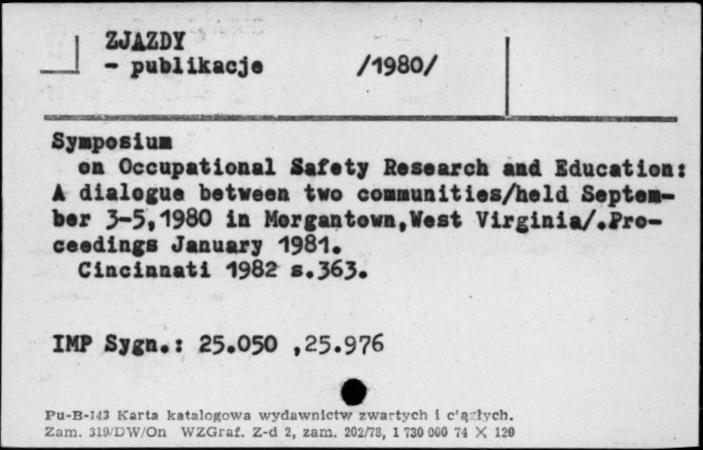 ZJAZDY
- publikacje /1980/
Symposium
on Occupational Safety Research and Education:
A dialogue between two communities/held Septem-
ber 3-5,1980 in Morgantown,West Virginia/.Pro-
ceedings January 1981.
Cincinnati 1982 s.363.
IMP Sygn.: 25.050 ,25.976
Pu-B-143 Karta katalogowa wydawnictw zwartych i c'ągłych.
Zam. 319/DW/On WZGraf. Z-d 2, zam. 202/78, 1 730 000 74 X 120